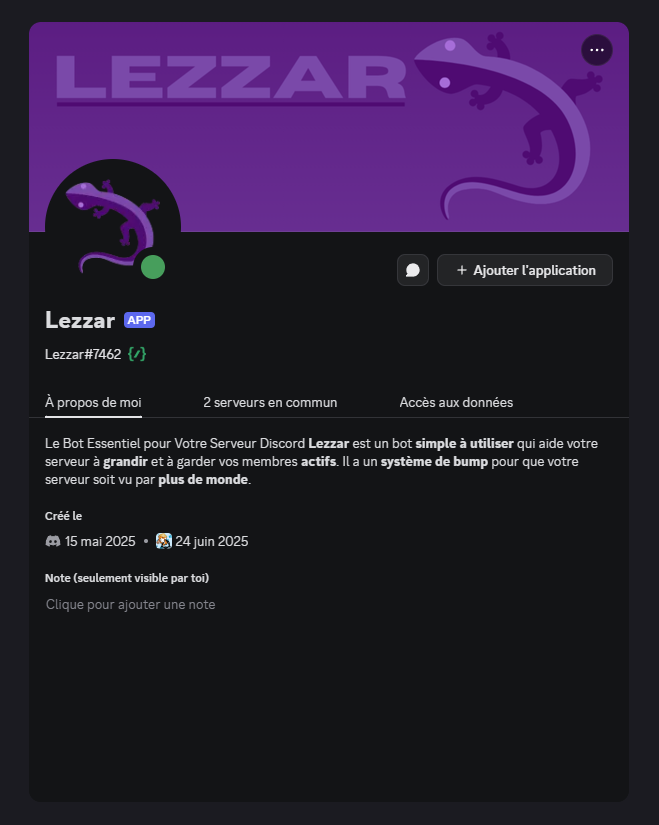 LEZZAR
Ajouter l'application
Lezzar APP
Lezzar#7462
À propos de moi
2 serveurs en commun
Accès aux données
Le Bot Essentiel pour Votre Serveur Discord Lezzar est un bot simple à utiliser qui aide votre
serveur à grandir et à garder vos membres actifs. Il a un système de bump pour que votre
serveur soit vu par plus de monde.
Créé le
15 mai 2025 • 24 juin 2025
Note (seulement visible par toi)
Clique pour ajouter une note